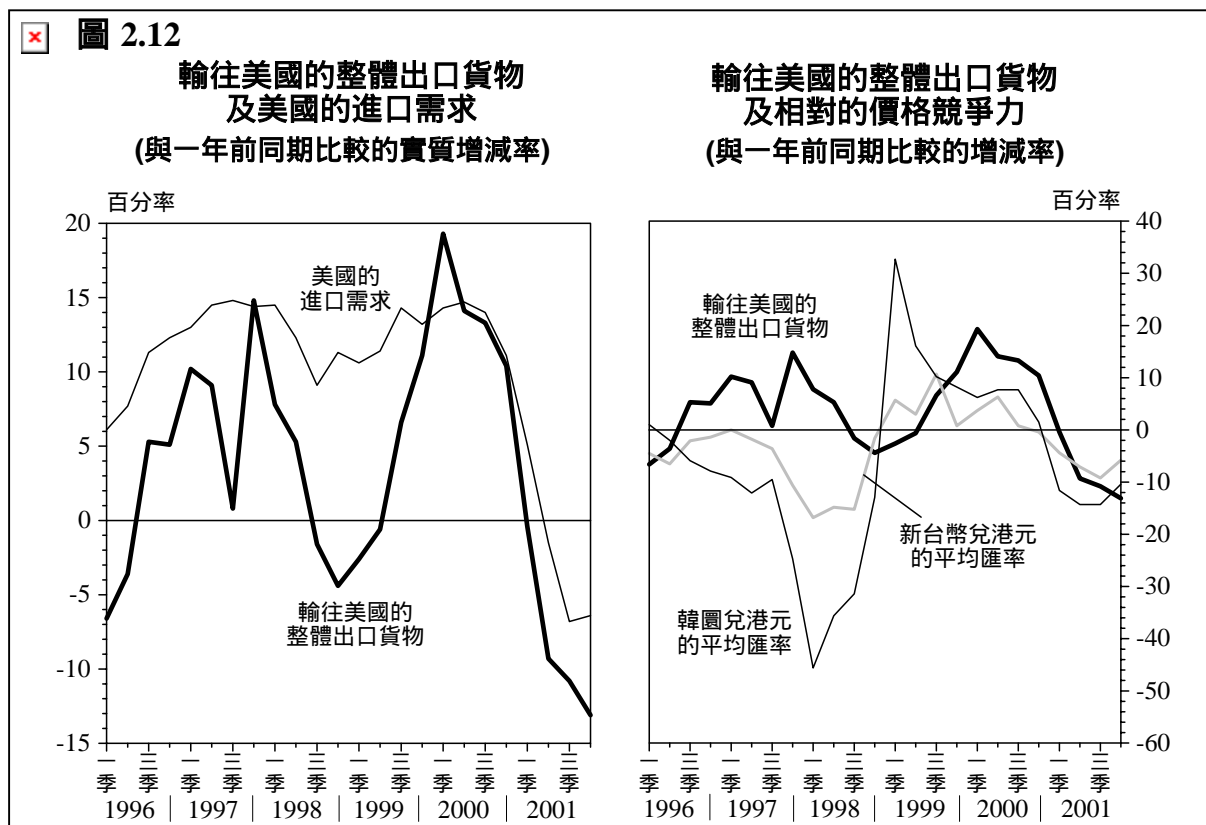 圖 2.12
輸往美國的整體出口貨物
及美國的進口需求
(與一年前同期比較的實質增減率)
百分率
20
15
10
5
0
-5
-10
-15
美國的
進口需求
輸往美國的
整體出口貨物
一季 三季 一季 三季 一季 三季 一季 三季 一季 三季 一季 三季
1996 1997 1998 1999 2000 2001
輸往美國的整體出口貨物
及相對的價格競爭力
(與一年前同期比較的增減率)
百分率
40
30
20
10
0
-10
-20
-30
-40
-50
-60
輸往美國的
整體出口貨物
新台幣兌港元
的平均匯率
韓圜兌港元
的平均匯率
一季 三季 一季 三季 一季 三季 一季 三季 一季 三季 一季 三季
1996 1997 1998 1999 2000 2001